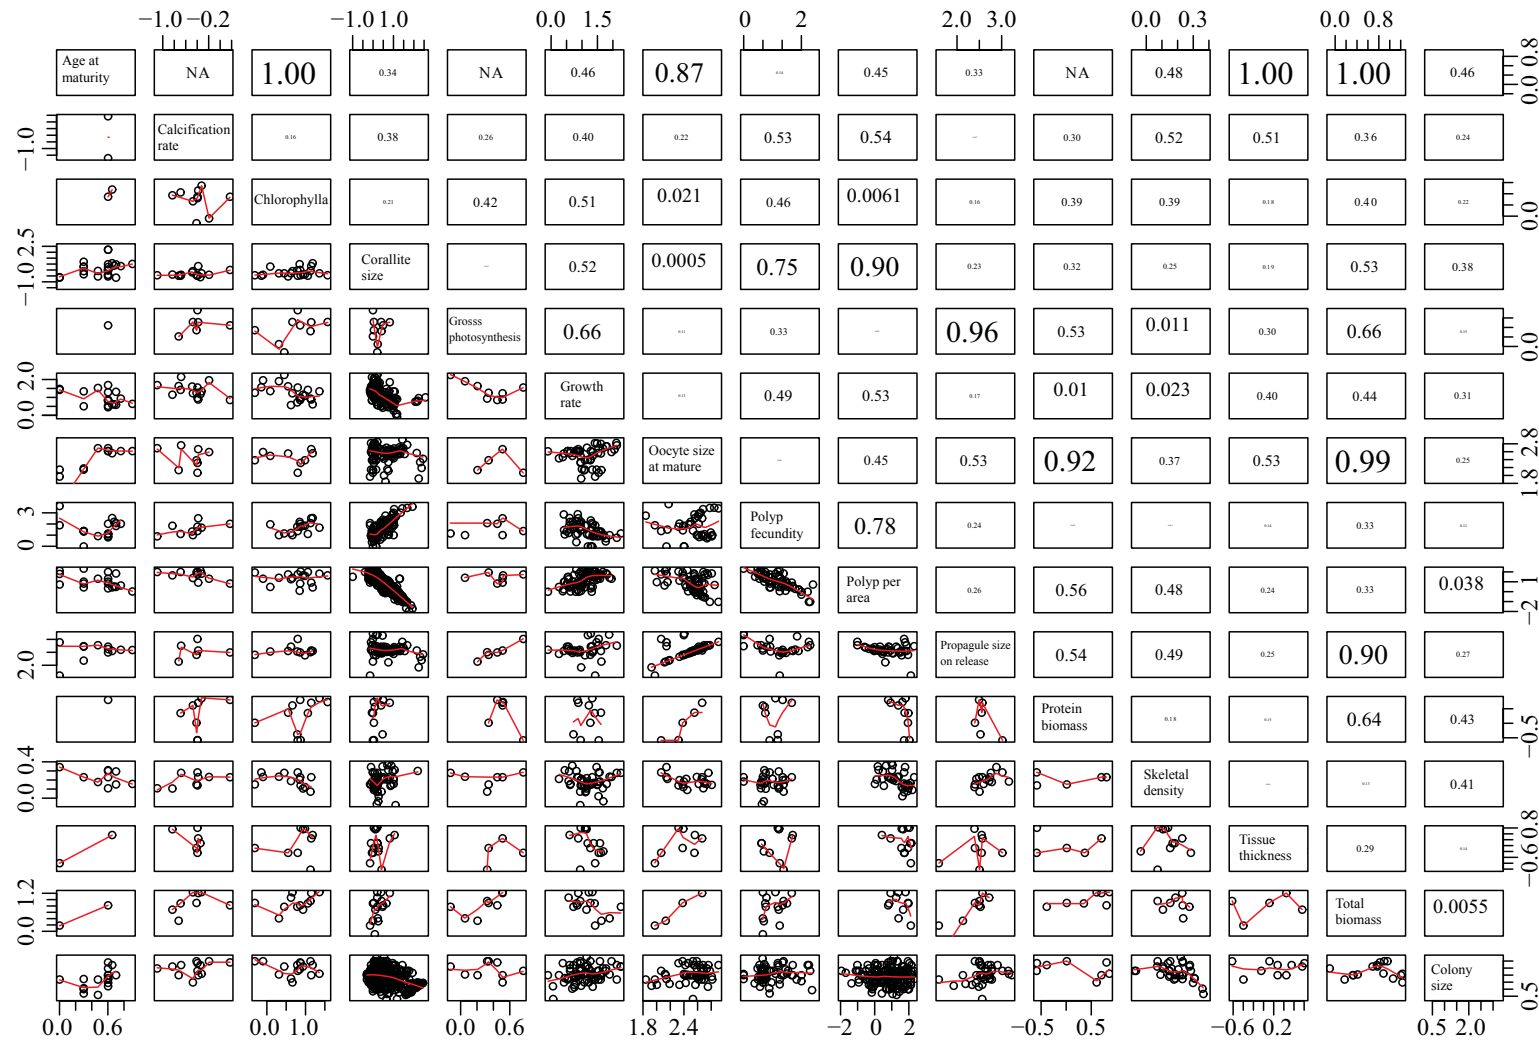 −1.0 −0.2 −1.0 1.0 0.0 1.5 0 2 2.0 3.0 0.0 0.3 0.0 0.8
Age at
maturity
NA 1.00 0.34 NA 0.46 0.87 0.45 0.33 NA 0.48 1.00 1.00 0.46 0.0 0.8
−1.0 Calcification
rate
0.16 0.38 0.26 0.40 0.22 0.53 0.54 0.30 0.52 0.51 0.36 0.24
Chlorophylla 0.21 0.42 0.51 0.021 0.46 0.0061 0.16 0.39 0.39 0.18 0.40 0.22 0.0
−1.0 2.5 Corallite
size
0.52 0.0005 0.75 0.90 0.23 0.32 0.25 0.19 0.53 0.38
Grosss
photosynthesis
0.66 0.11 0.33 0.96 0.53 0.011 0.30 0.66 0.0
0.0 2.0 Growth
rate
0.49 0.53 0.17 0.01 0.023 0.40 0.44 0.31
Oocyte size
at mature
0.45 0.53 0.92 0.37 0.53 0.99 0.25 1.8 2.8
0 3 Polyp
fecundity
0.78 0.24 0.14 0.33
Polyp per
area
0.26 0.56 0.48 0.24 0.33 0.038 −2 1
2.0 Propagule size
on release
0.54 0.49 0.25 0.90 0.27
Protein
biomass
0.18 0.64 0.43 −0.5
0.0 0.4 Skeletal
density
0.41
Tissue
thickness
0.29 −0.6 0.8
0.0 1.2 Total
biomass
0.0055
Colony
size
0.5
0.0 0.6 0.0 1.0 0.0 0.6 1.8 2.4 −2 0 2 −0.5 0.5 −0.6 0.2 0.5 2.0